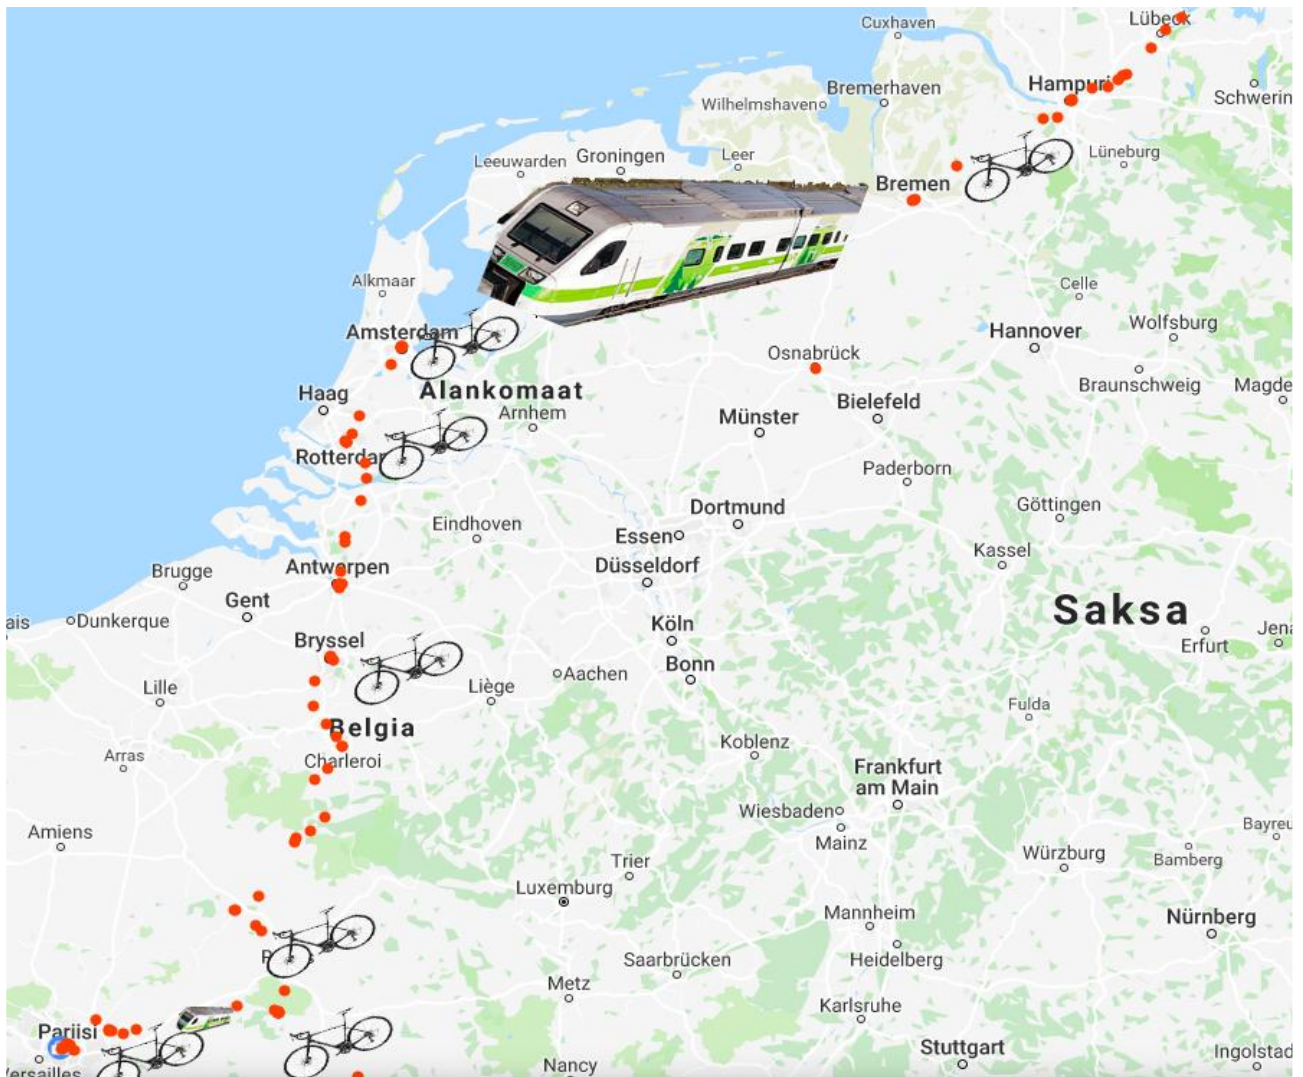 Cuxhaven
Lübeck
Hampuri
Schwerin
Bremerhaven
Wilhelmshaven
Leeuwarden
Groningen
Leer
Lüneburg
Bremen
Alkmaar
Celle
Amsterdam
Hannover
Wolfsburg
Osnabrück
Braunschweig
Magde
Haag
Alankomaat
Arnhem
Münster
Bielefeld
Rotterdar
Paderborn
Göttingen
Dortmund
Eindhoven
Essen
Kassel
Antwerpen
Düsseldorf
Brugge
Gent
Saksa
ais
Dunkerque
Köln
Erfurt
Jena
Bryssel
Bonn
Aachen
Lille
Liège
Fulda
Belgia
Koblenz
Arras
Charleroi
Frankfurt
am Main
Wiesbaden
Mainz
Amiens
Bayreu
Würzburg
Bamberg
Trier
Luxemburg
Mannheim
Nürnberg
Heidelberg
Saarbrücken
Metz
Karlsruhe
Pariisi
Stuttgart
Ingolstad
Versailles
Nancy